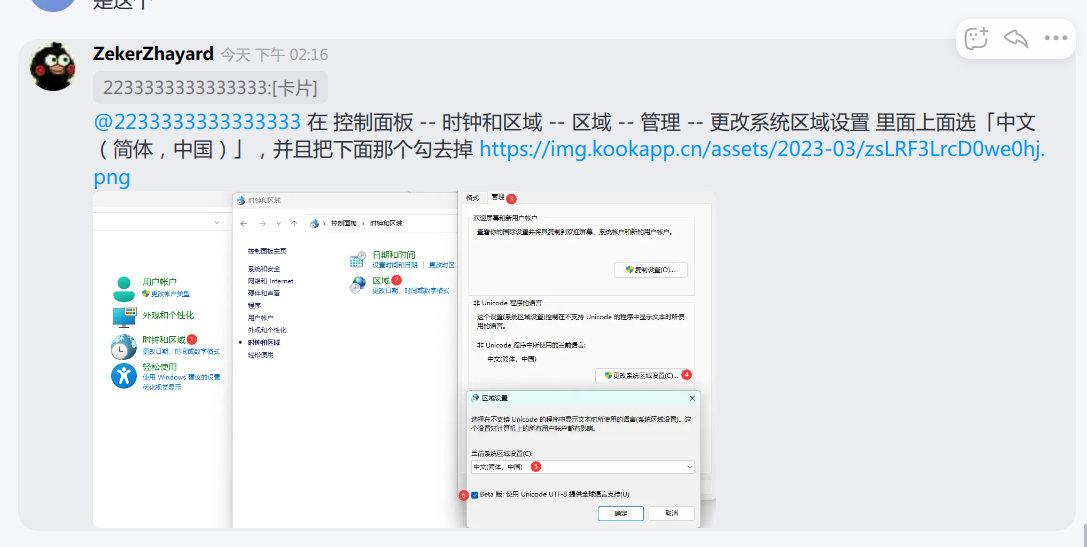 是这个
ZekerZhayard 今天 下午 02:16
2233333333333333:[卡片]
@2233333333333333 在 控制面板 -- 时钟和区域 -- 区域 -- 管理 -- 更改系统区域设置 里面上面选「中文
（简体，中国）」，并且把下面那个勾去掉 https://img.kookapp.cn/assets/2023-03/zsLRF3LrcD0we0hj.
png
用户帐户
更改帐户类型
外观和个性化
时钟和区域 1
更改日期、时间或数字格式
轻松使用
使用 Windows 建议的设置
优化视觉显示
时钟和区域
控制面板 › 时钟和区域
控制面板主页
系统和安全
网络和 Internet
硬件和声音
程序
用户帐户
外观和个性化
时钟和区域
轻松使用
日期和时间
设置时间和日期 | 更改时区
区域 2
更改日期、时间或数字格式
格式 管理 3
欢迎屏幕和新用户帐户
查看你的国际设置并将其复制到欢迎屏幕、系统帐户和新的用户帐户。
复制设置(O)...
非 Unicode 程序的语言
这个设置(系统区域设置)控制在不支持 Unicode 的程序中显示文本时所使
用的语言。
非 Unicode 程序中所使用的当前语言:
中文(简体，中国)
更改系统区域设置(C)... 4
区域设置
选择在不支持 Unicode 的程序中显示文本时所使用的语言(系统区域设置)。这
个设置对计算机上的所有用户帐户都有影响。
当前系统区域设置(C):
中文(简体，中国) 5
6 Beta 版: 使用 Unicode UTF-8 提供全球语言支持(U)
确定 取消